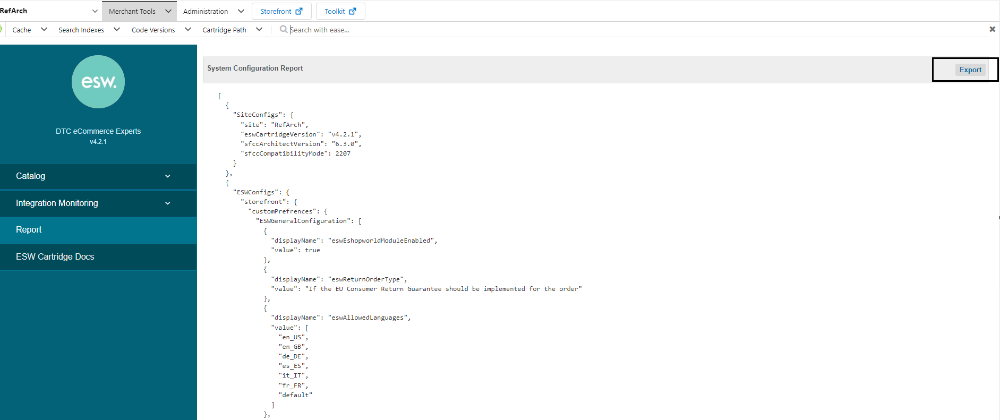 RefArch
Merchant Tools
Administration
Storefront
Toolkit
Cache
Search Indexes
Code Versions
Cartridge Path
Search with ease...
esw.
DTC eCommerce Experts
v4.2.1
Catalog
Integration Monitoring
Report
ESW Cartridge Docs
System Configuration Report
Export
[
{
"SiteConfigs": {
"site": "RefArch",
"eswCartridgeVersion": "v4.2.1",
"sfccArchitectVersion": "6.3.0",
"sfccCompatibilityMode": 2207
}
},
{
"ESWConfigs": {
"storefront": {
"customPrefrences": {
"ESWGeneralConfiguration": [
{
"displayName": "eswEshopworldModuleEnabled",
"value": true
},
{
"displayName": "eswReturnOrderType",
"value": "If the EU Consumer Return Guarantee should be implemented for the order"
},
{
"displayName": "eswAllowedLanguages",
"value": [
"en_US",
"en_GB",
"de_DE",
"es_ES",
"it_IT",
"fr_FR",
"default"
]
},